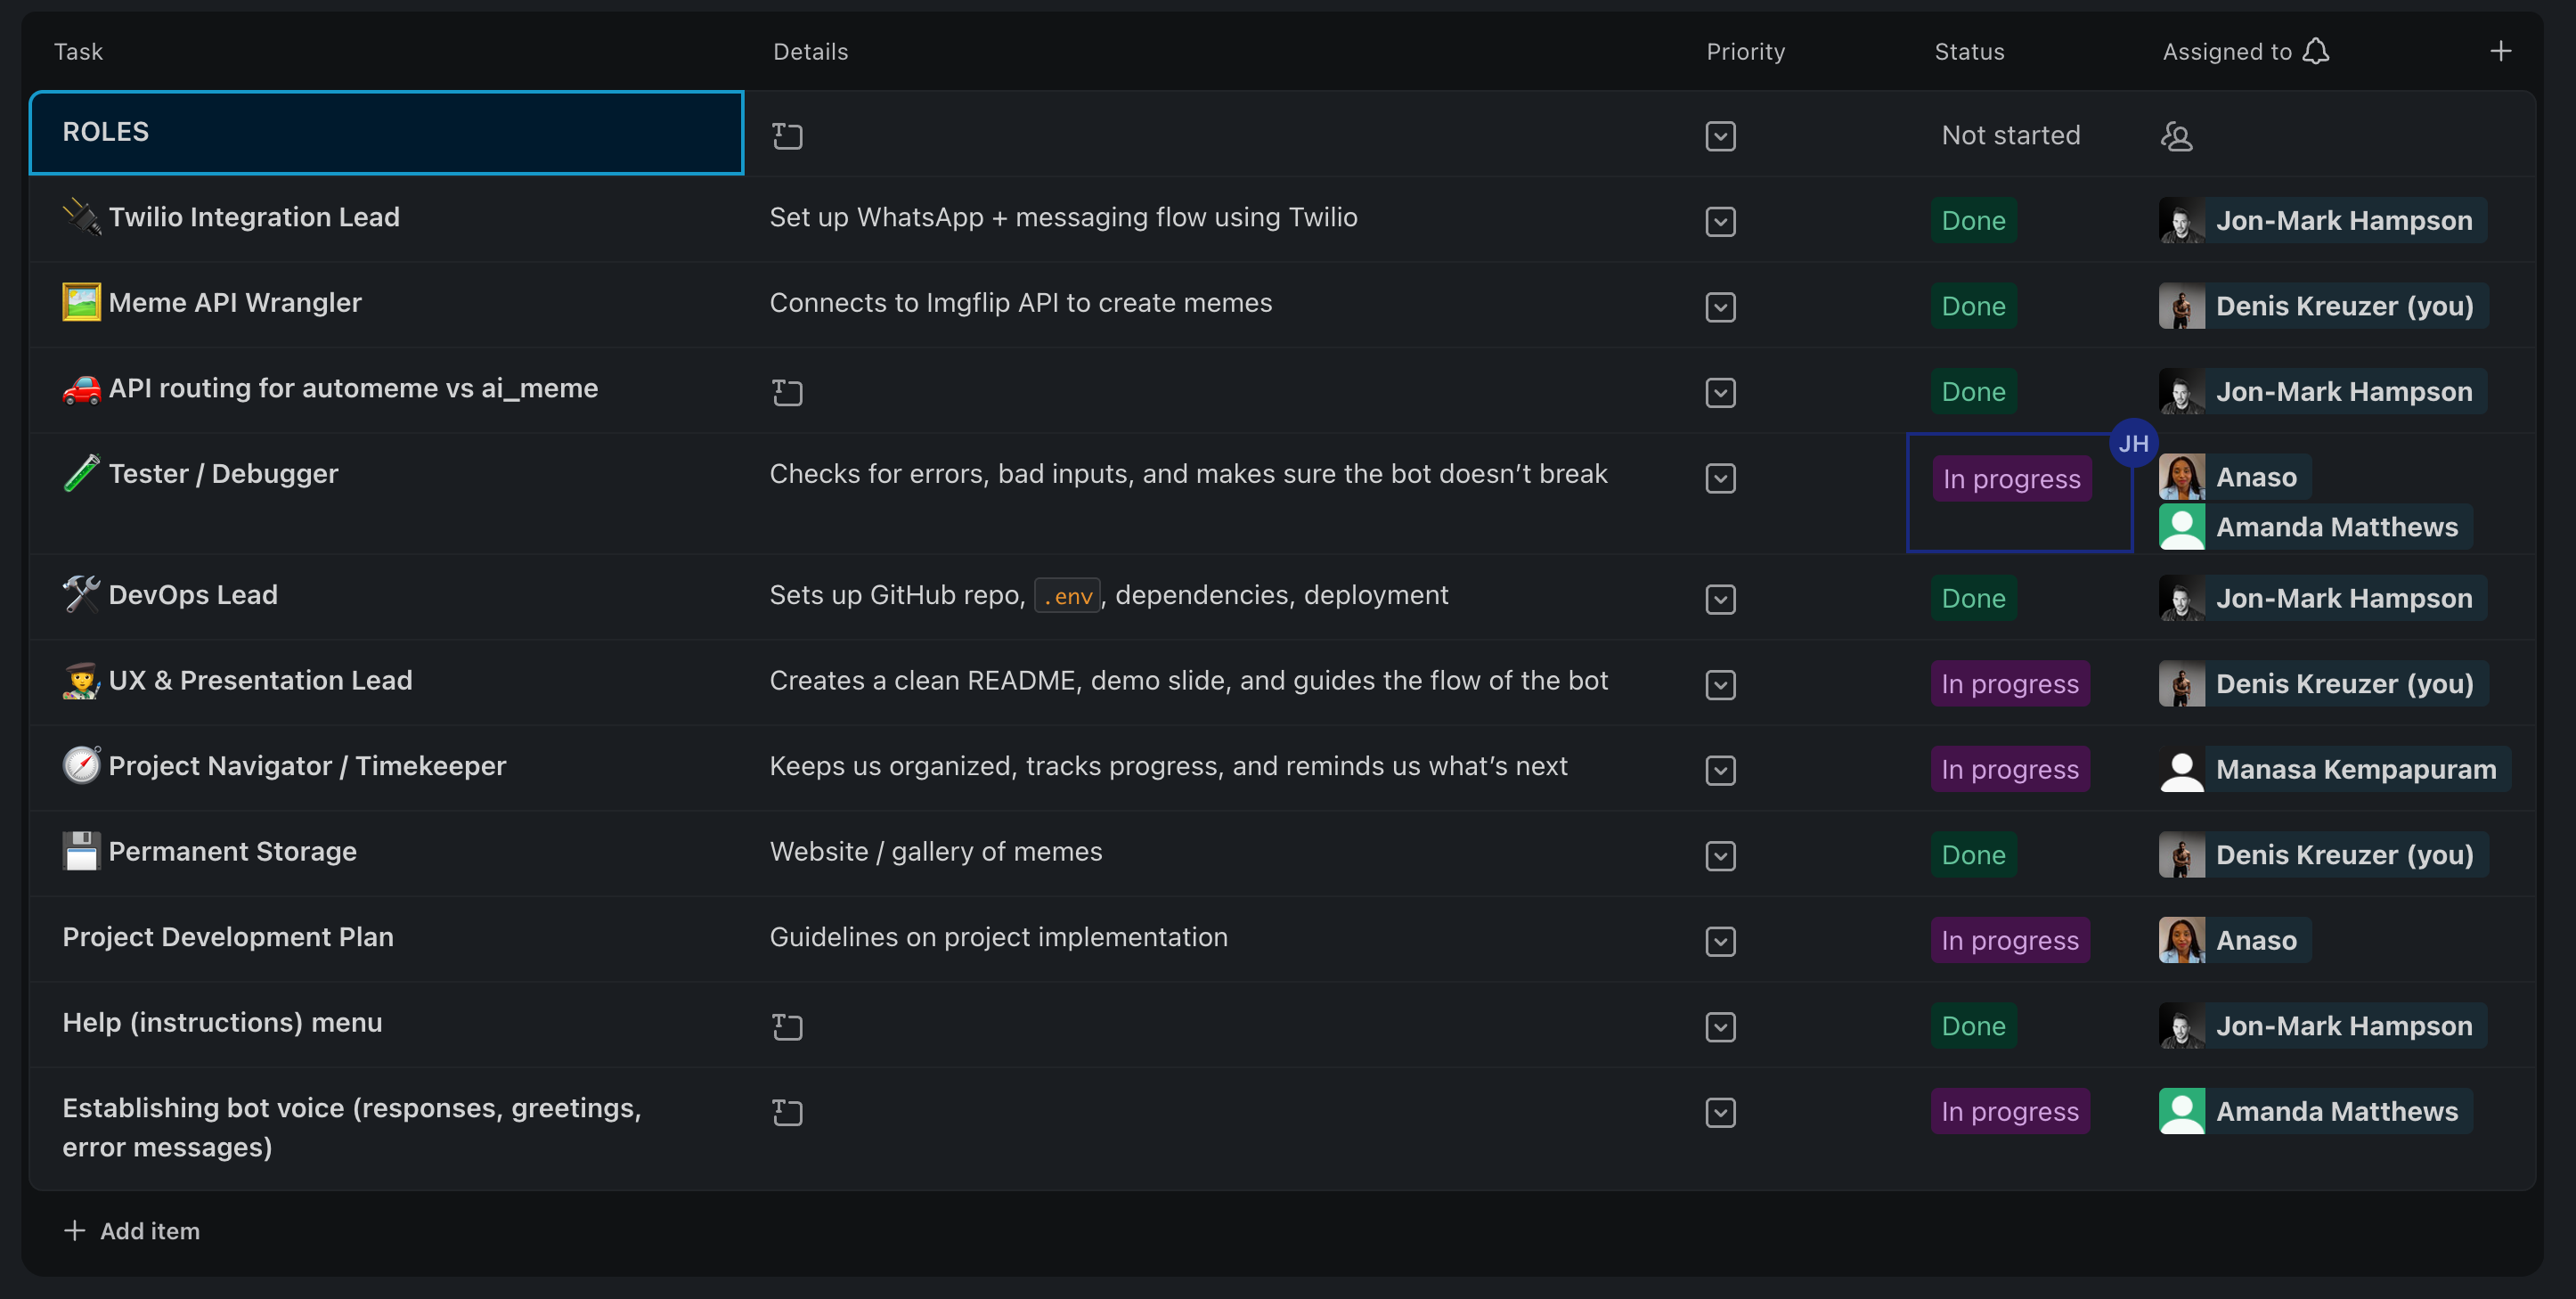 Task Details Priority Status Assigned to
ROLES Not started
Twilio Integration Lead Set up WhatsApp + messaging flow using Twilio Done Jon-Mark Hampson
Meme API Wrangler Connects to Imgflip API to create memes Done Denis Kreuzer (you)
API routing for automeme vs ai_meme Done Jon-Mark Hampson
JH
Tester / Debugger Checks for errors, bad inputs, and makes sure the bot doesn’t break In progress Anaso
Amanda Matthews
DevOps Lead Sets up GitHub repo, .env, dependencies, deployment Done Jon-Mark Hampson
UX & Presentation Lead Creates a clean README, demo slide, and guides the flow of the bot In progress Denis Kreuzer (you)
Project Navigator / Timekeeper Keeps us organized, tracks progress, and reminds us what’s next In progress Manasa Kempapuram
Permanent Storage Website / gallery of memes Done Denis Kreuzer (you)
Project Development Plan Guidelines on project implementation In progress Anaso
Help (instructions) menu Done Jon-Mark Hampson
Establishing bot voice (responses, greetings, In progress Amanda Matthews
error messages)
Add item